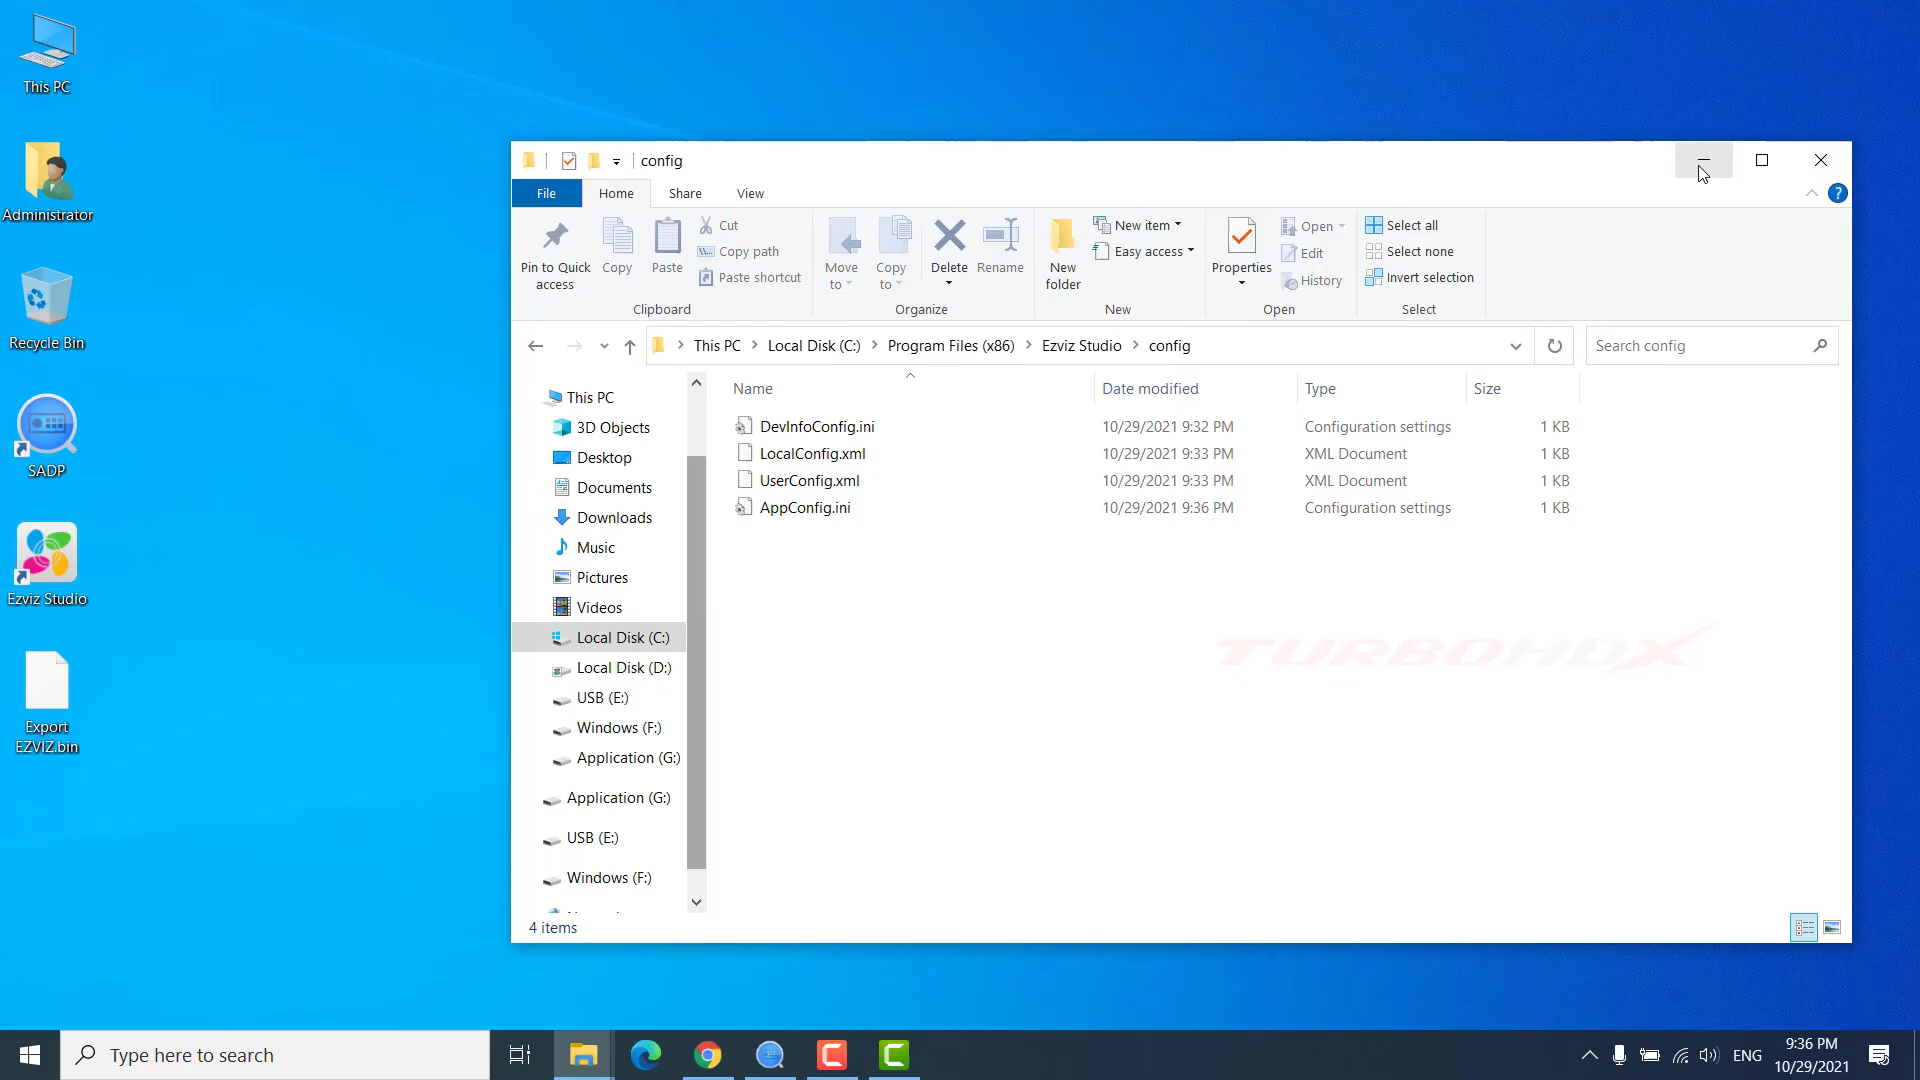 This PC
Administrator
Recycle Bin
SADP
Ezviz Studio
Export
EZVIZ.bin
config
File
Home
Share
View
?
Pin to Quick
access
Copy
Paste
Cut
Copy path
Paste shortcut
Clipboard
Move
to
Copy
to
Delete
Rename
Organize
New
folder
New item
Easy access
New
Properties
Open
Edit
History
Open
Select all
Select none
Invert selection
Select
This PC > Local Disk (C:) > Program Files (x86) > Ezviz Studio > config
Search config
This PC
3D Objects
Desktop
Documents
Downloads
Music
Pictures
Videos
Local Disk (C:)
Local Disk (D:)
USB (E:)
Windows (F:)
Application (G:)
Application (G:)
USB (E:)
Windows (F:)
Name Date modified Type Size
DevInfoConfig.ini 10/29/2021 9:32 PM Configuration settings 1 KB
LocalConfig.xml 10/29/2021 9:33 PM XML Document 1 KB
UserConfig.xml 10/29/2021 9:33 PM XML Document 1 KB
AppConfig.ini 10/29/2021 9:36 PM Configuration settings 1 KB
TURBOHDX
4 items
Type here to search
ENG
9:36 PM
10/29/2021